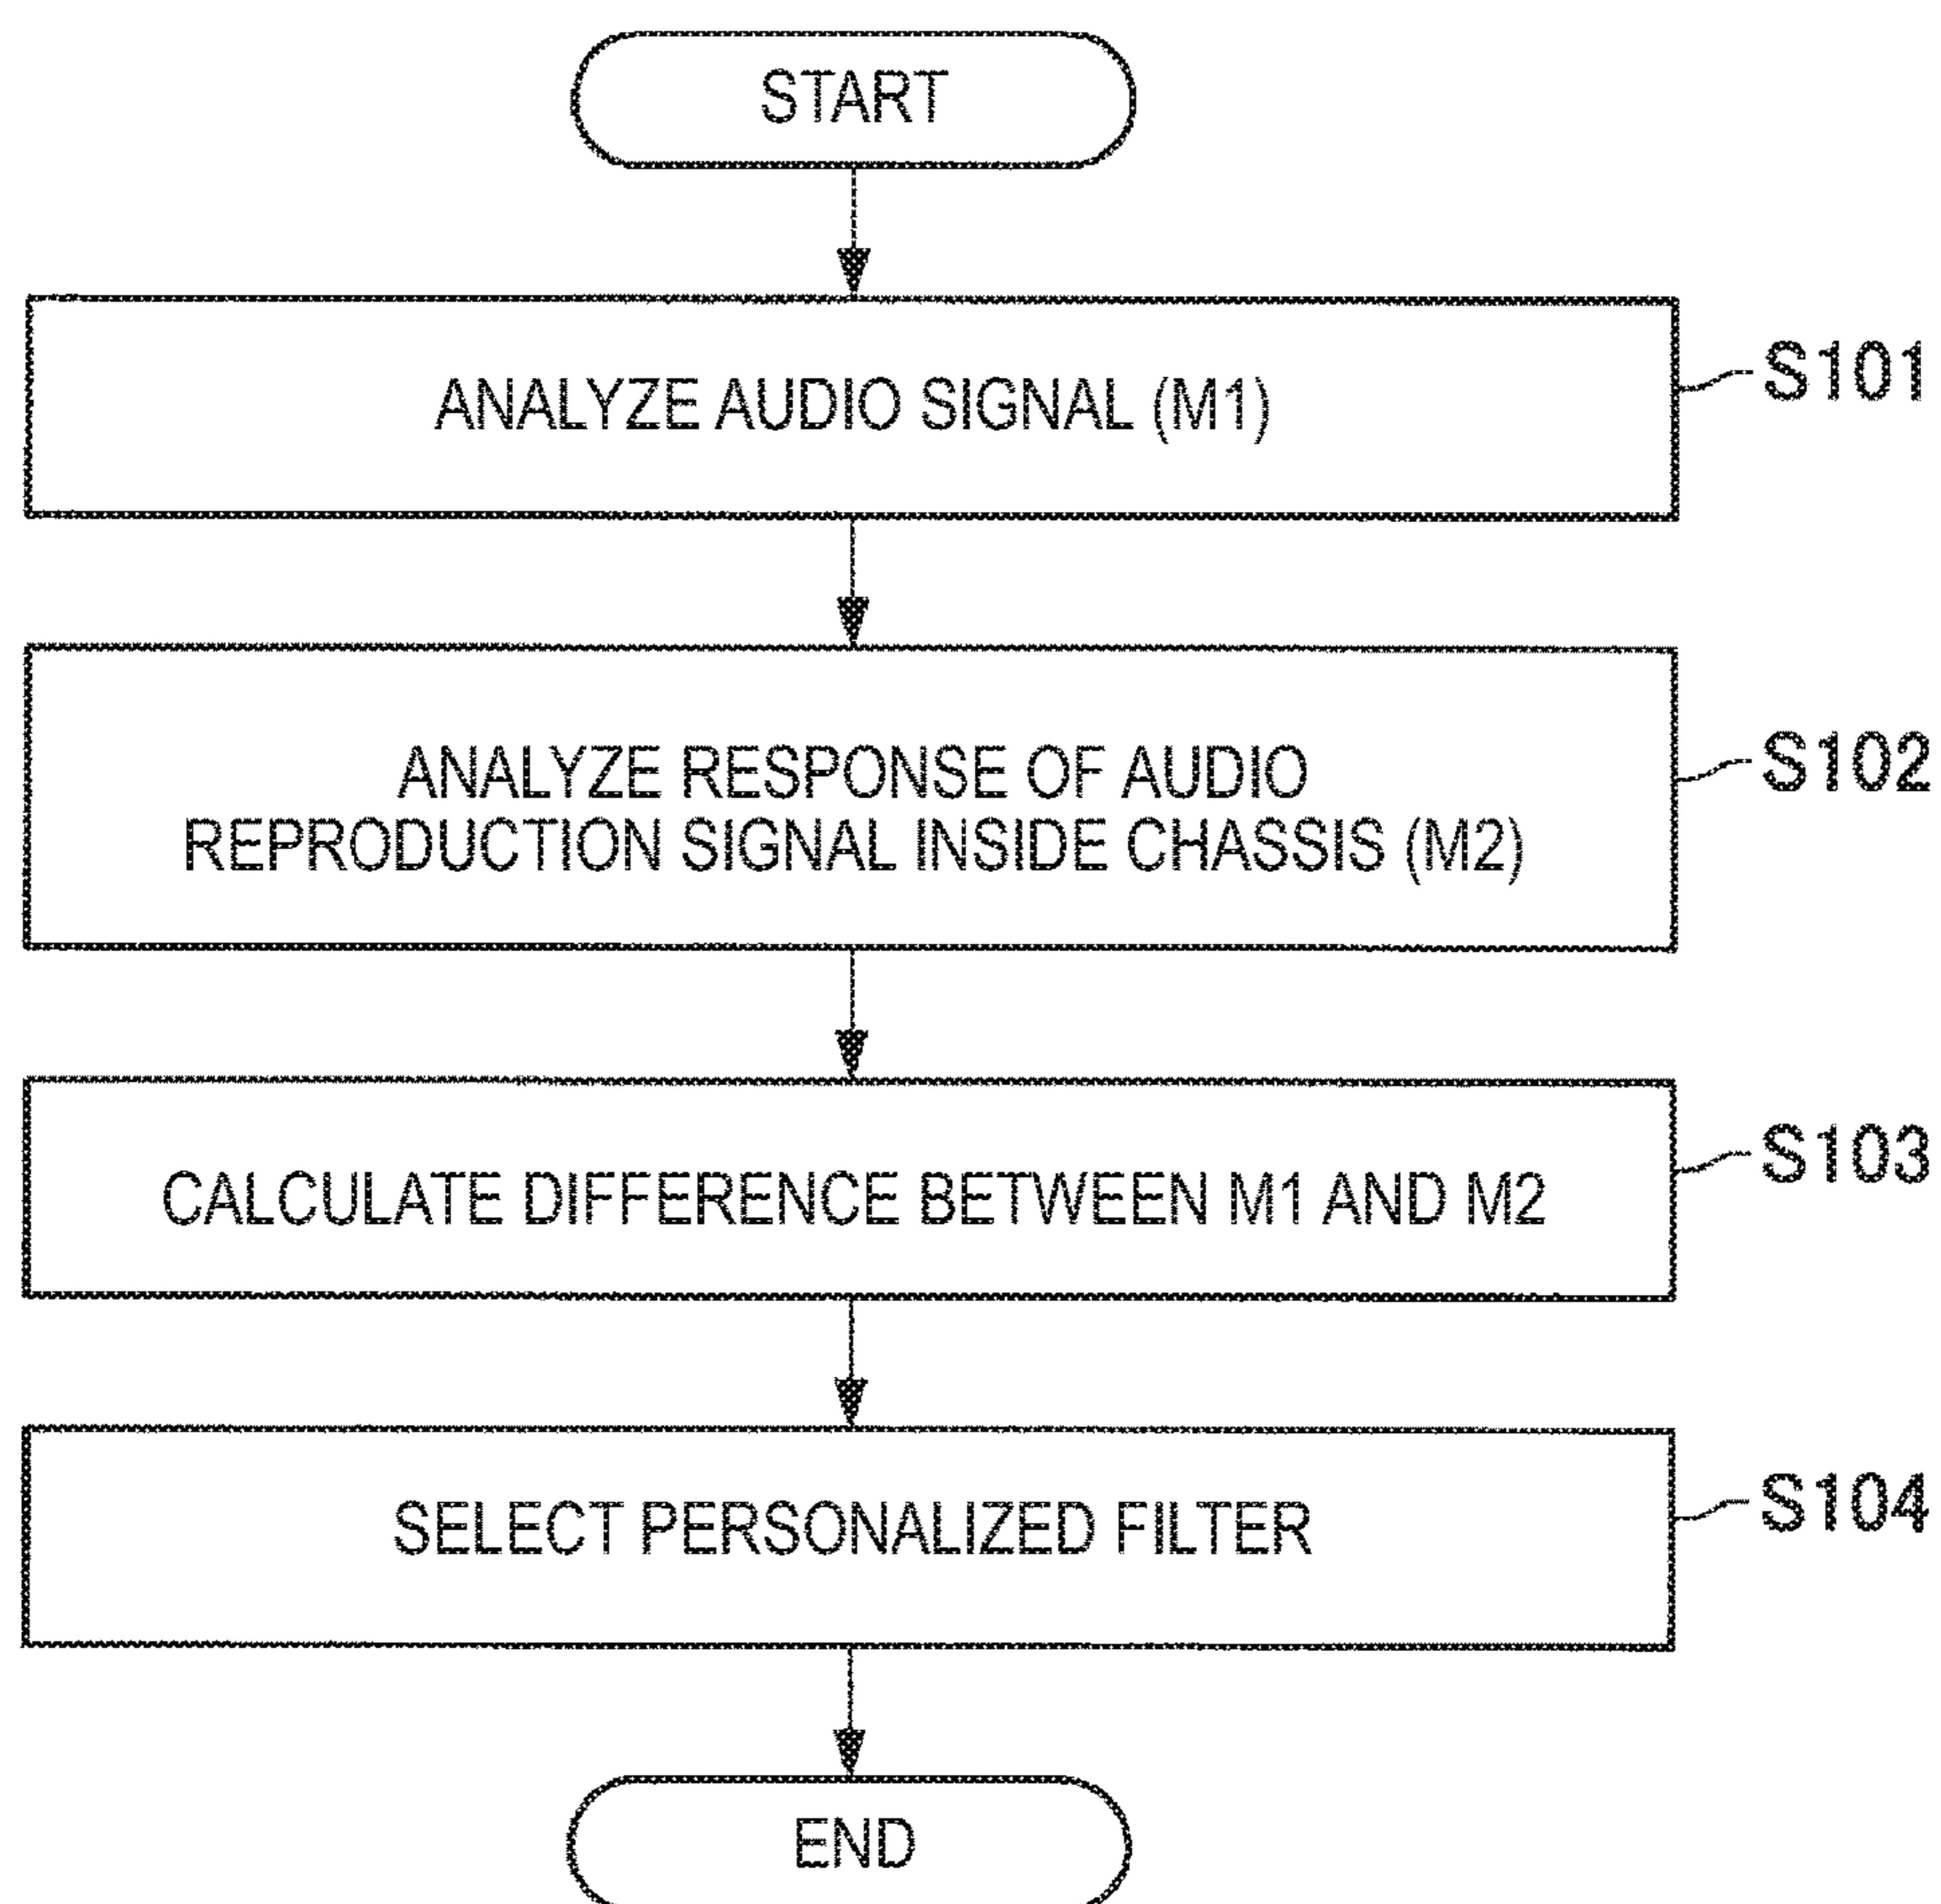 START
ANALYZE AUDIO SIGNAL (M1)
S101
ANALYZE RESPONSE OF AUDIO
REPRODUCTION SIGNAL INSIDE CHASSIS (M2)
S102
CALCULATE DIFFERENCE BETWEEN M1 AND M2
S103
SELECT PERSONALIZED FILTER
S104
END